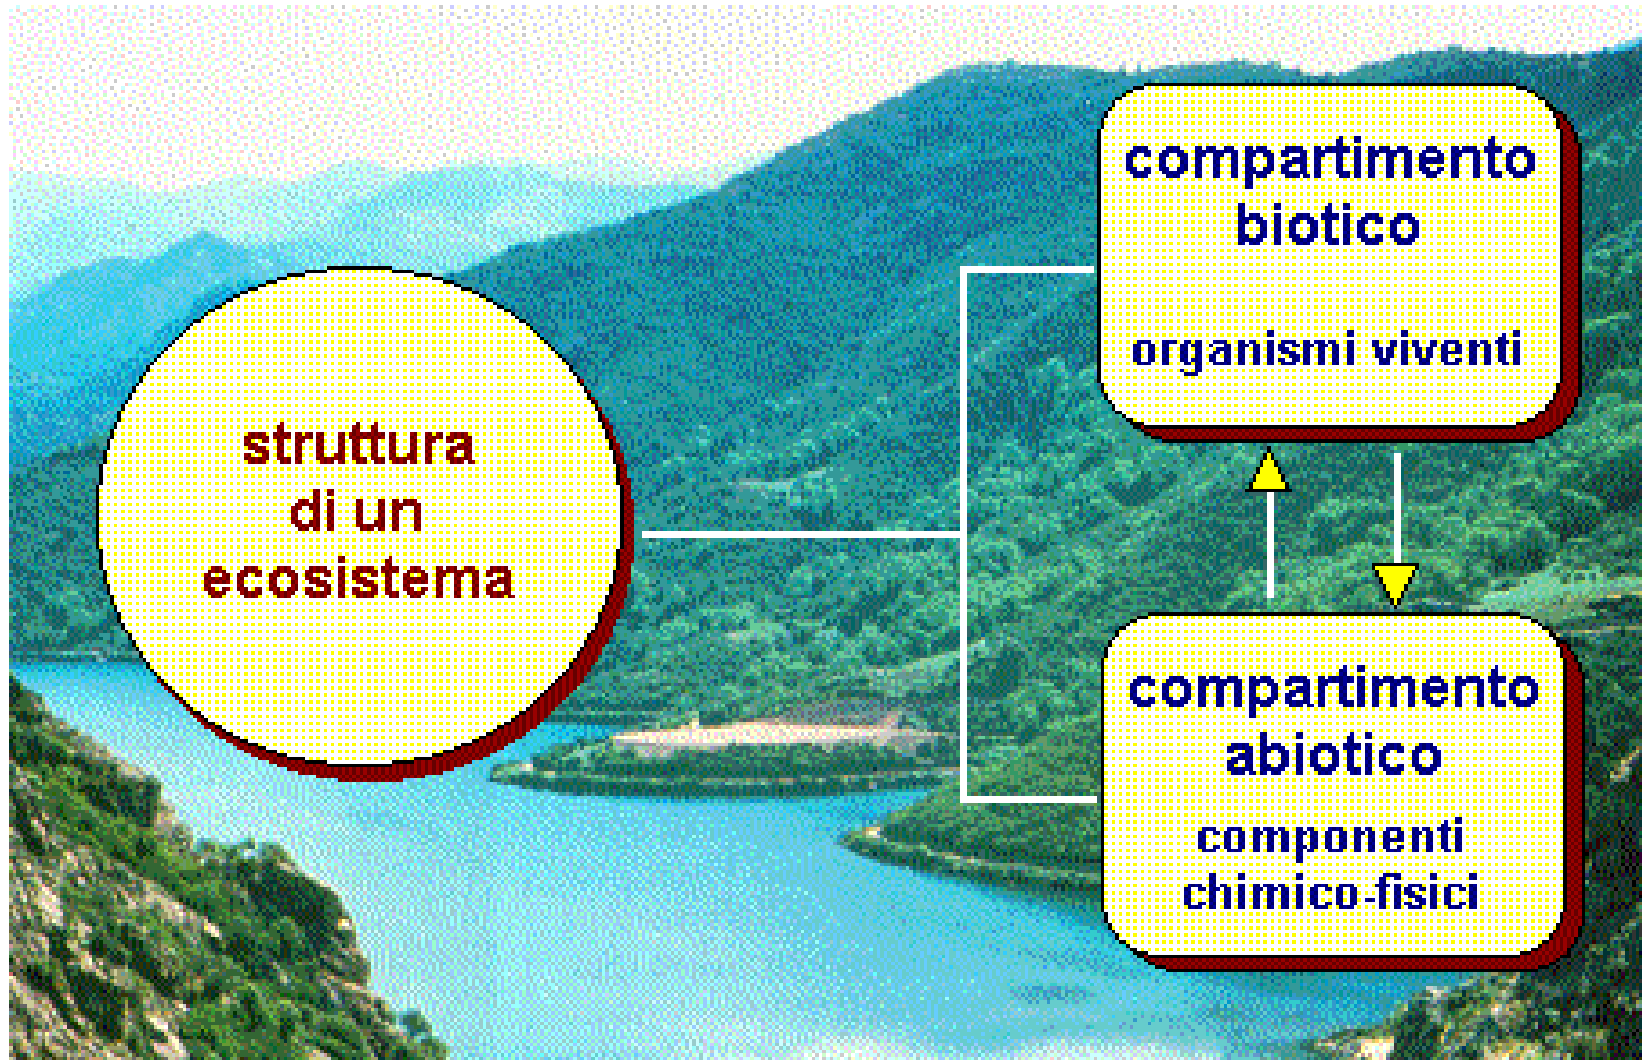 struttura
di un
ecosistema
compartimento
biotico
organismi viventi
compartimento
abiotico
componenti
chimico-fisici